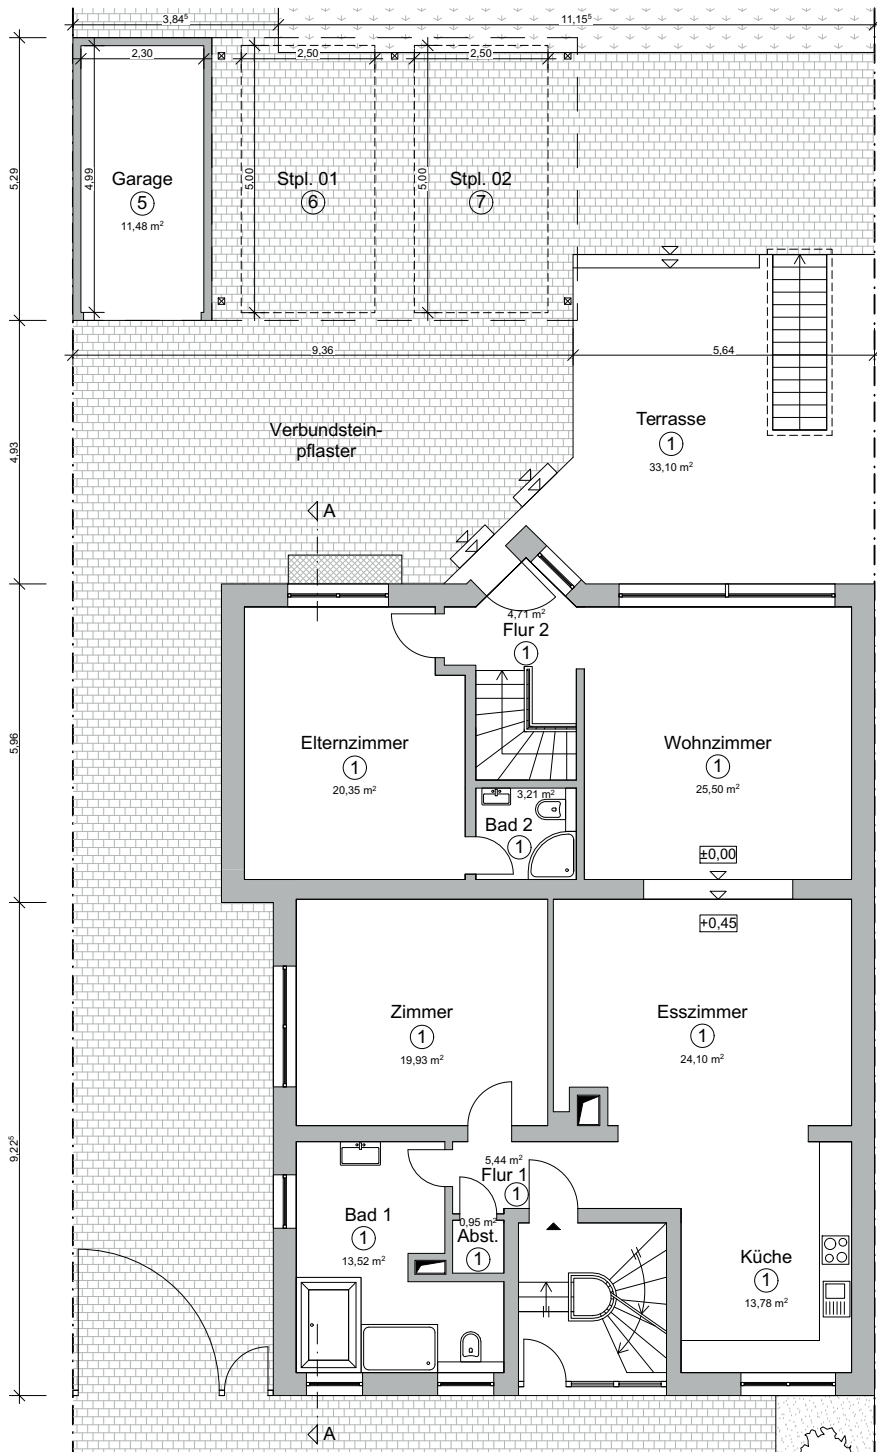 3,84⁵
11,15⁵
2,30
2,50
2,50
5,29
4,99
5,00
5,00
Garage
5
11,48 m²
Stpl. 01
6
Stpl. 02
7
9,36
5,64
4,93
Verbundstein-
pflaster
Terrasse
1
33,10 m²
A
4,71 m²
Flur 2
1
5,96
Elternzimmer
1
20,35 m²
Wohnzimmer
1
25,50 m²
3,21 m²
Bad 2
1
±0,00
+0,45
Zimmer
1
19,93 m²
Esszimmer
1
24,10 m²
9,22⁵
5,44 m²
Flur 1
1
Bad 1
1
13,52 m²
0,95 m²
Abst.
1
Küche
1
13,78 m²
A